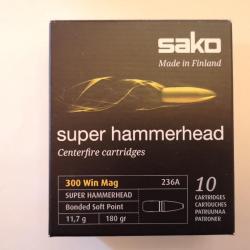 sako
Made in Finland
super hammerhead
Centerfire cartridges
300 Win Mag 236A
SUPER HAMMERHEAD
Bonded Soft Point
11,7 g 180 gr
10
CARTRIDGES
CARTOUCHES
PATRUUNAA
PATRONER